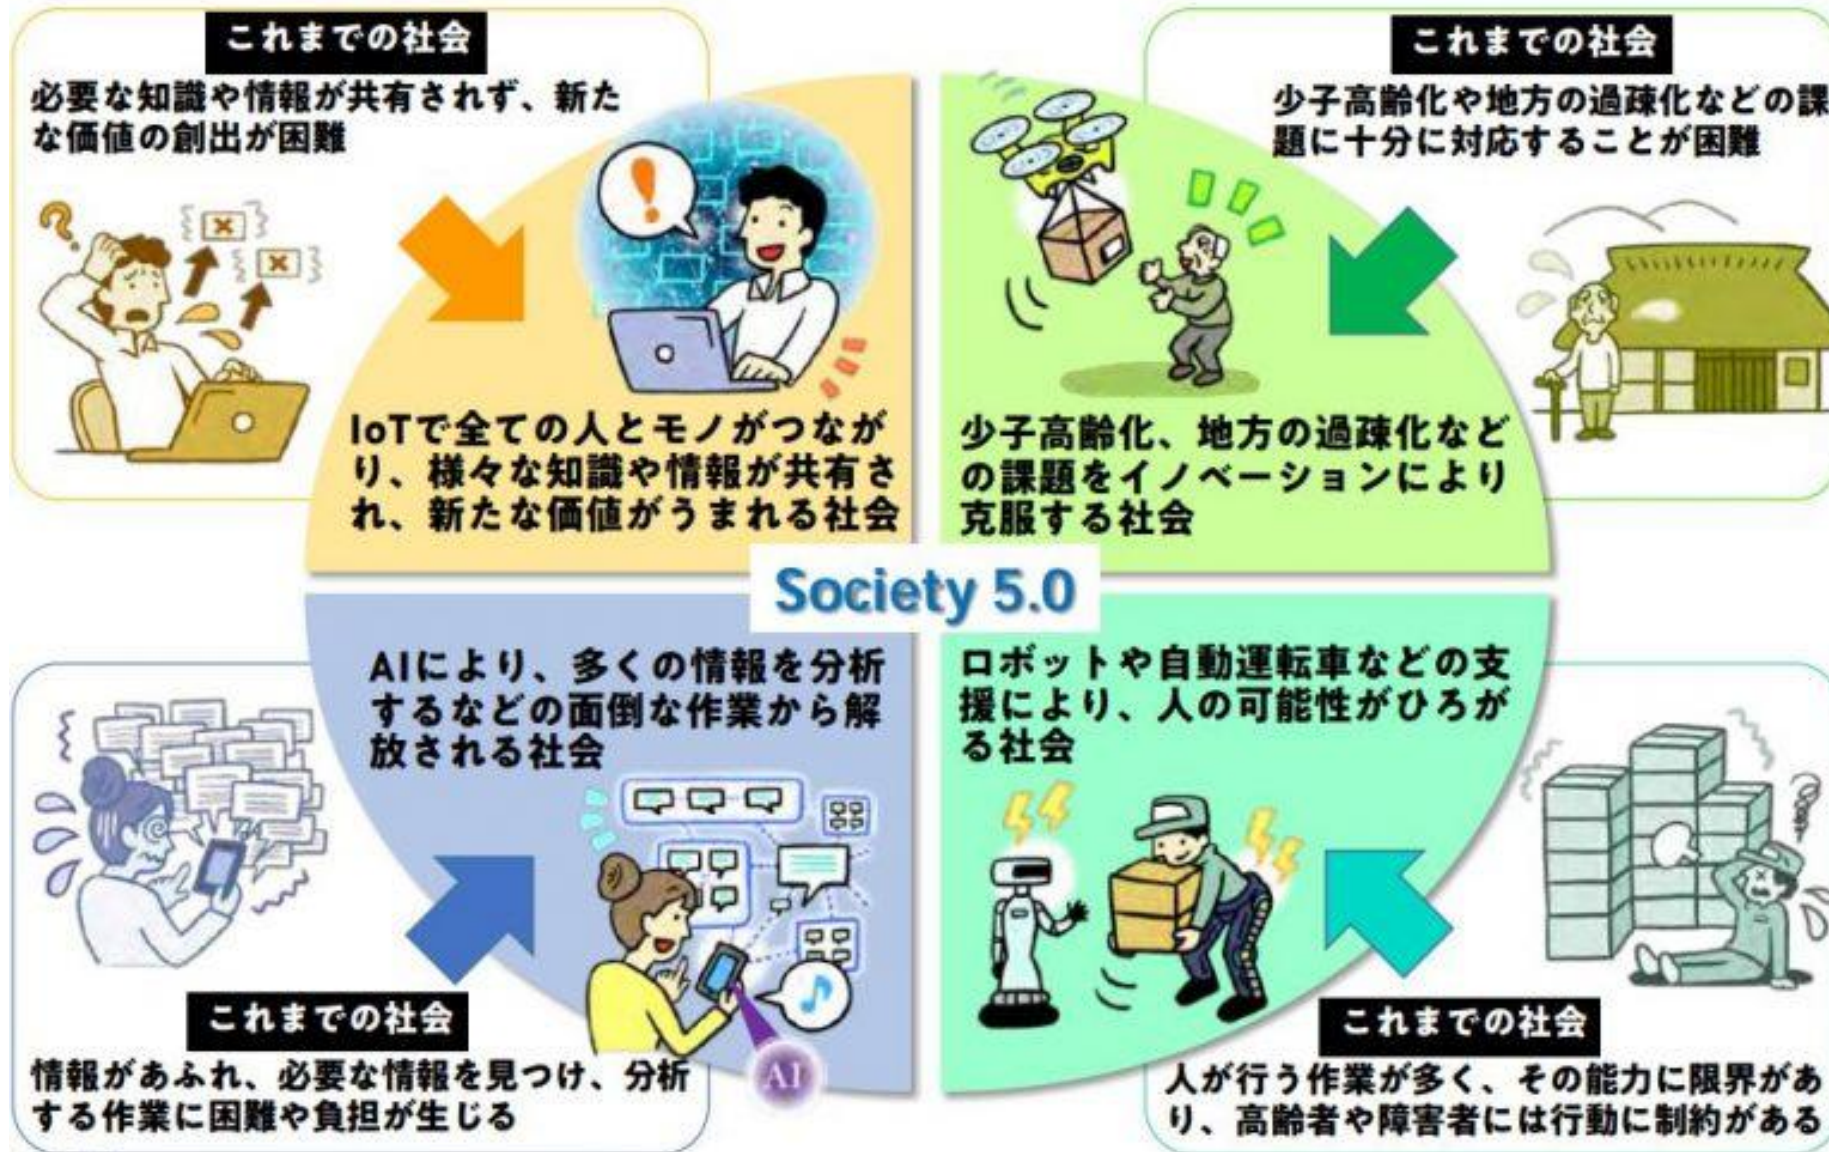 これまでの社会
必要な知識や情報が共有されず、新た
な価値の創出が困難
IoTで全ての人とモノがつなが
り、様々な知識や情報が共有さ
れ、新たな価値がうまれる社会
これまでの社会
少子高齢化や地方の過疎化などの課
題に十分に対応することが困難
少子高齢化、地方の過疎化など
の課題をイノベーションにより
克服する社会
Society 5.0
AIにより、多くの情報を分析
するなどの面倒な作業から解
放される社会
AI
これまでの社会
情報があふれ、必要な情報を見つけ、分析
する作業に困難や負担が生じる
ロボットや自動運転車などの支
援により、人の可能性がひろが
る社会
これまでの社会
人が行う作業が多く、その能力に限界があ
り、高齢者や障害者には行動に制約がある